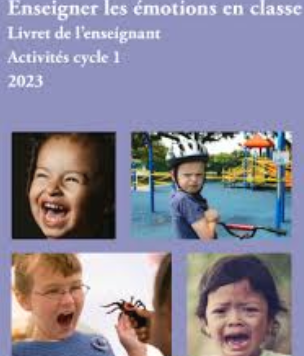 Enseigner les émotions en classe
Livret de l'enseignant
Activités cycle 1
2023